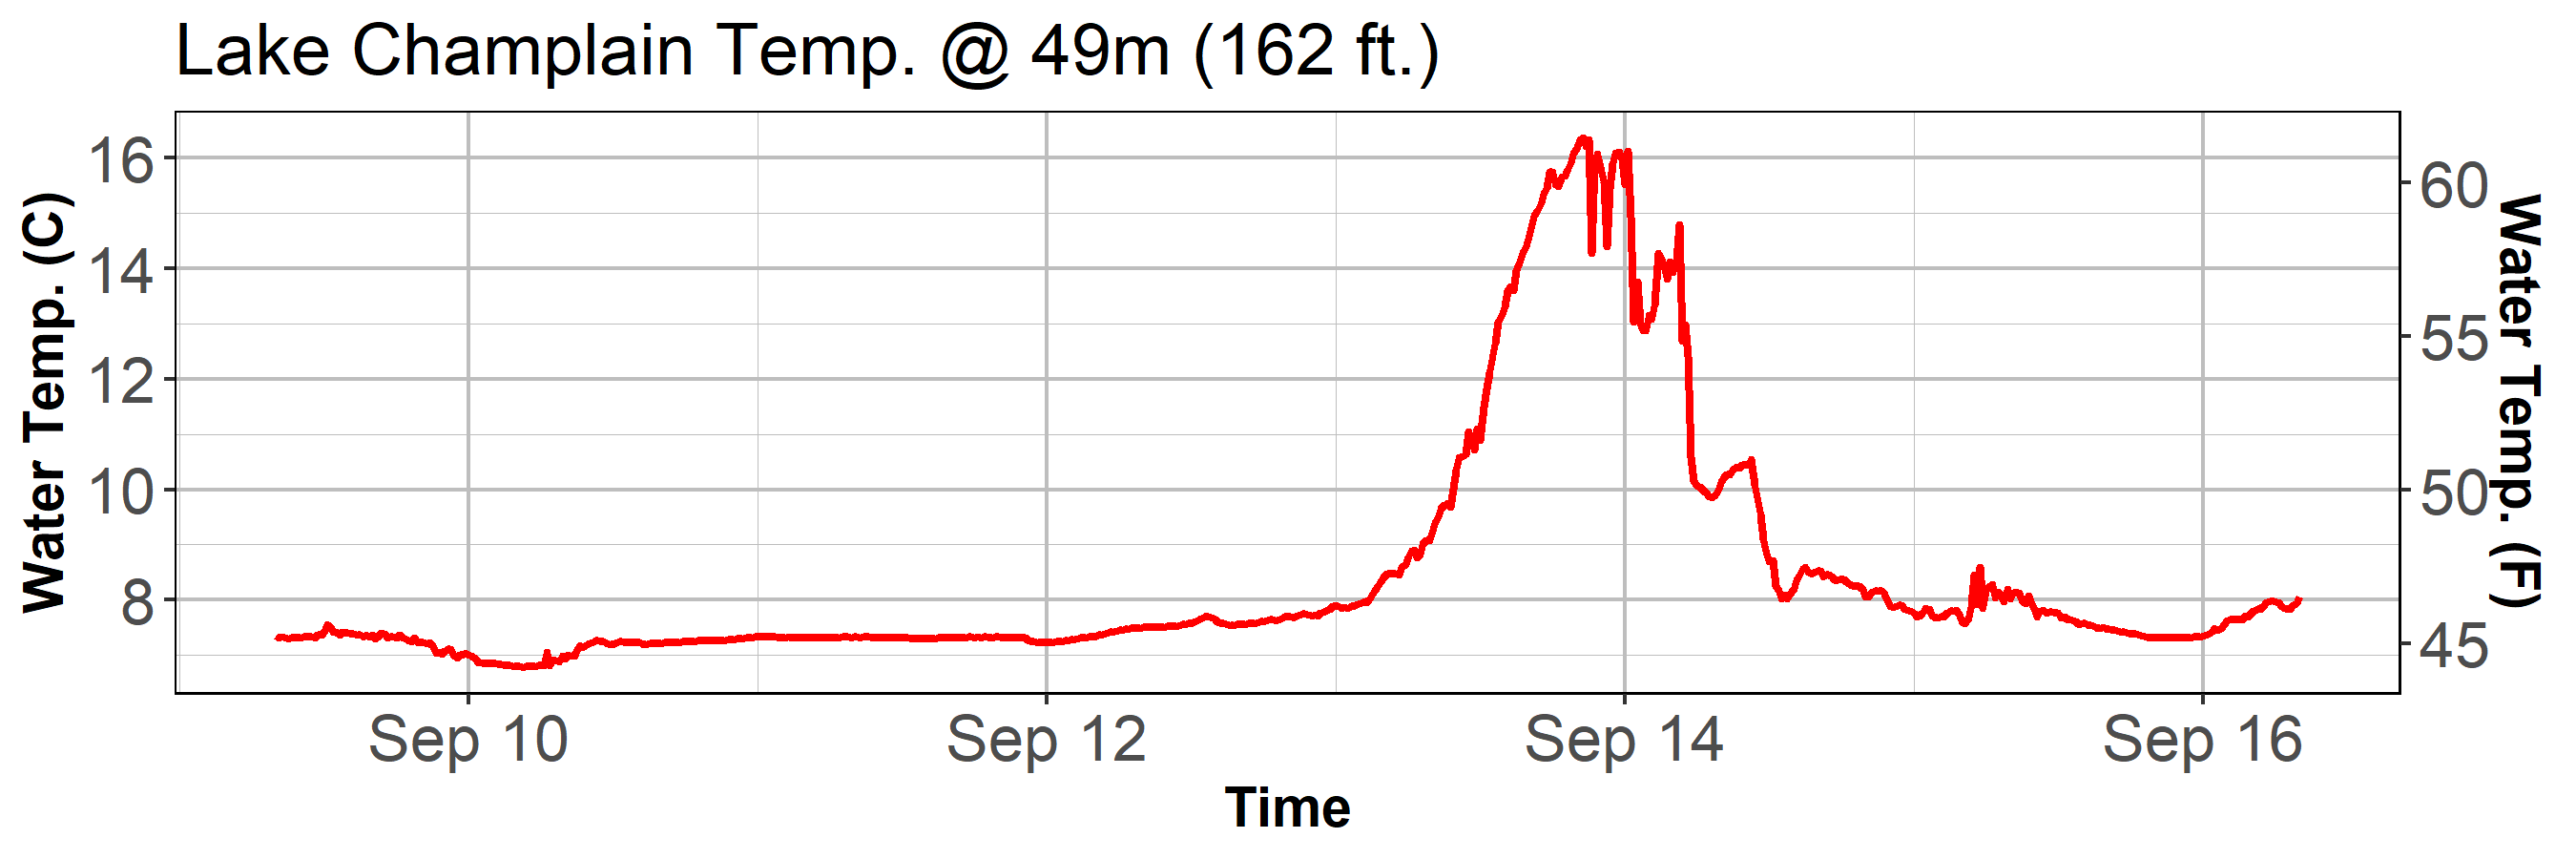 Lake Champlain Temp. @ 49m (162 ft.)
Water Temp. (C)
16
14
12
10
8
60
55
50
45
Water Temp. (F)
Sep 10
Sep 12
Sep 14
Sep 16
Time